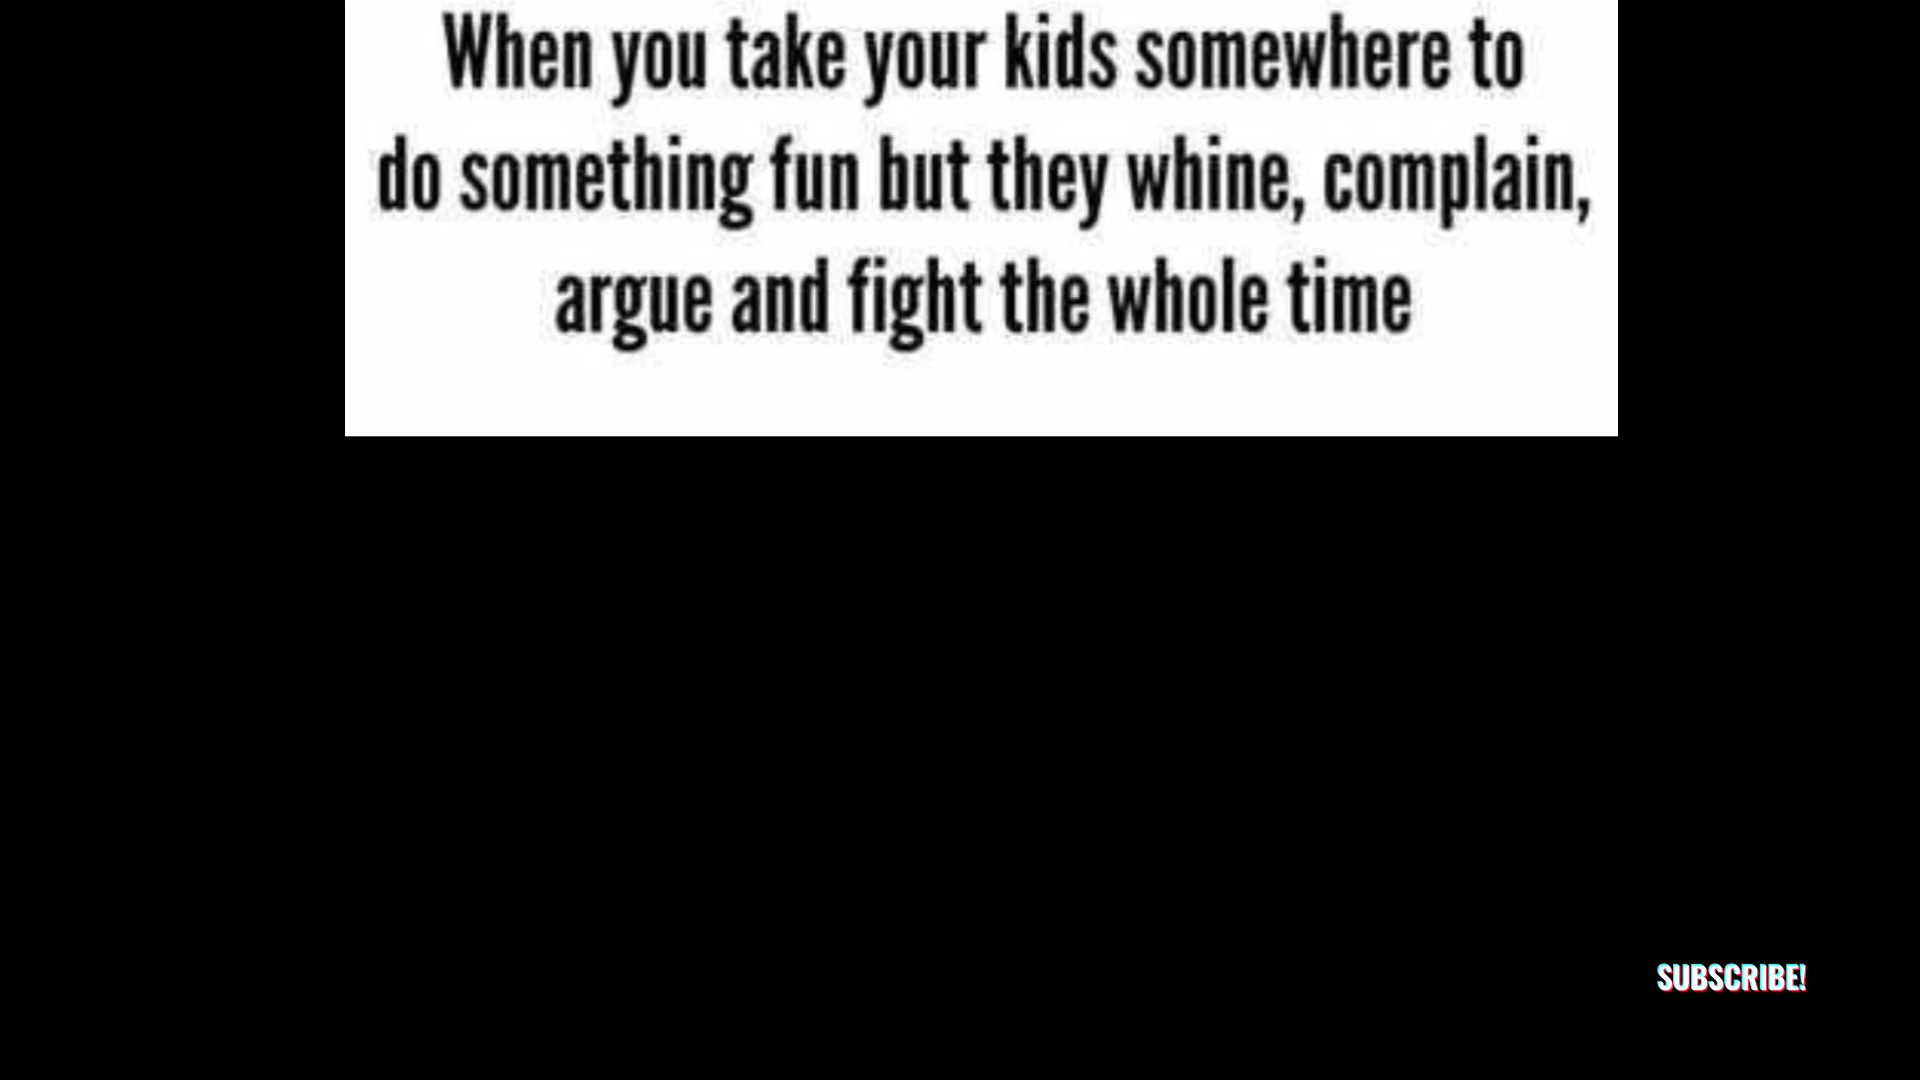 When you take your kids somewhere to
do something fun but they whine, complain,
argue and fight the whole time
SUBSCRIBE!